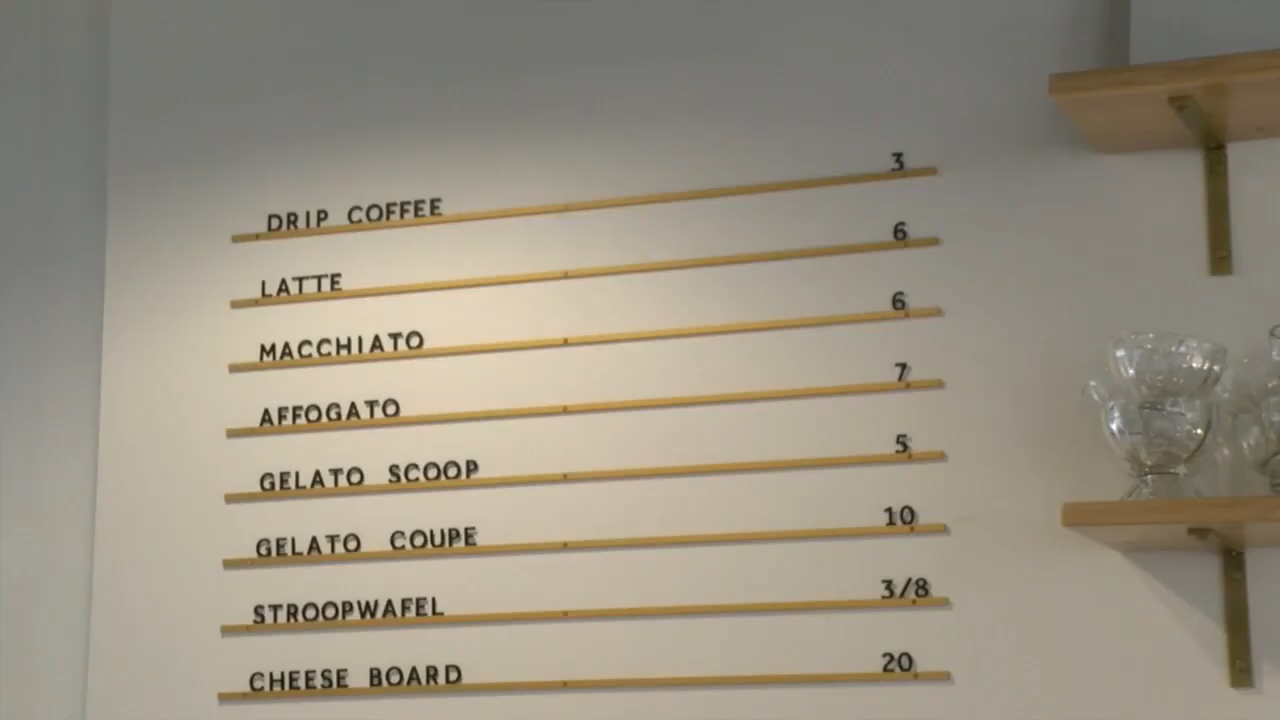 DRIP COFFEE 3
LATTE 6
MACCHIATO 6
AFFOGATO 7
GELATO SCOOP 5
GELATO COUPE 10
STROOPWAFEL 3/8
CHEESE BOARD 20